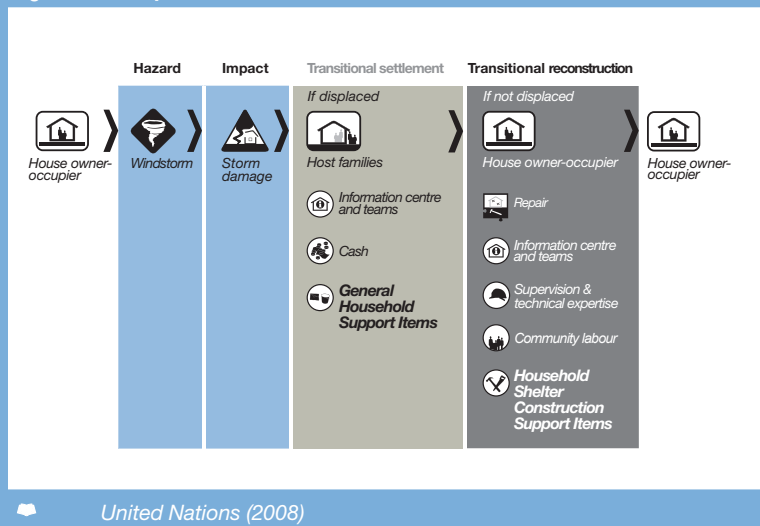 Hazard
Impact
Transitional settlement
Transitional reconstruction
If displaced
If not displaced
House owner-
occupier
Windstorm
Storm
damage
Host families
House owner-occupier
House owner-
occupier
Information centre
and teams
Cash
General
Household
Support Items
Repair
Information centre
and teams
Supervision &
technical expertise
Community labour
Household
Shelter
Construction
Support Items
United Nations (2008)